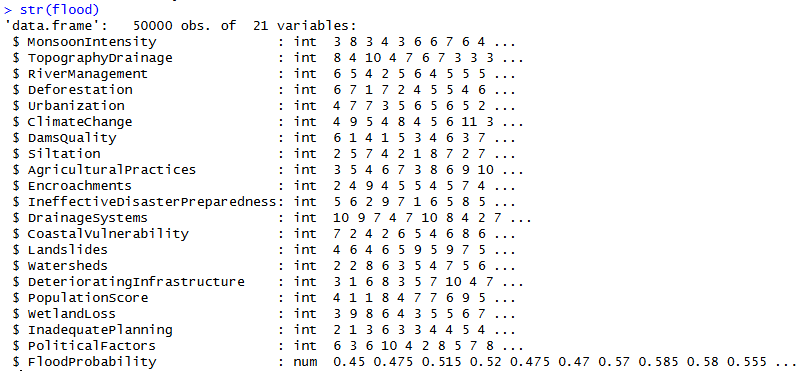 > str(flood)
'data.frame':   50000 obs. of  21 variables:
 $ MonsoonIntensity               : int  3 8 3 4 3 6 6 7 6 4 ...
 $ TopographyDrainage             : int  8 4 10 4 7 6 7 3 3 3 ...
 $ RiverManagement                : int  6 5 4 2 5 6 4 5 5 5 ...
 $ Deforestation                  : int  6 7 1 7 2 4 5 5 4 6 ...
 $ Urbanization                   : int  4 7 7 3 5 6 5 6 5 2 ...
 $ ClimateChange                  : int  4 9 5 4 8 4 5 6 11 3 ...
 $ DamsQuality                    : int  6 1 4 1 5 3 4 6 3 7 ...
 $ Siltation                      : int  2 5 7 4 2 1 8 7 2 7 ...
 $ AgriculturalPractices          : int  3 5 4 6 7 3 8 6 9 10 ...
 $ Encroachments                  : int  2 4 9 4 5 5 4 5 7 4 ...
 $ IneffectiveDisasterPreparedness: int  5 6 2 9 7 1 6 5 8 5 ...
 $ DrainageSystems                : int  10 9 7 4 7 10 8 4 2 7 ...
 $ CoastalVulnerability           : int  7 2 4 2 6 5 4 6 8 6 ...
 $ Landslides                     : int  4 6 4 6 5 9 5 9 7 5 ...
 $ Watersheds                     : int  2 2 8 6 3 5 4 7 5 6 ...
 $ DeterioratingInfrastructure    : int  3 1 6 8 3 5 7 10 4 7 ...
 $ PopulationScore                : int  4 1 1 8 4 7 7 6 9 5 ...
 $ WetlandLoss                    : int  3 9 8 6 4 3 5 5 6 7 ...
 $ InadequatePlanning             : int  2 1 3 6 3 3 4 4 5 4 ...
 $ PoliticalFactors               : int  6 3 6 10 4 2 8 5 7 8 ...
 $ FloodProbability               : num  0.45 0.475 0.515 0.52 0.475 0.47 0.57 0.585 0.58 0.555 ...